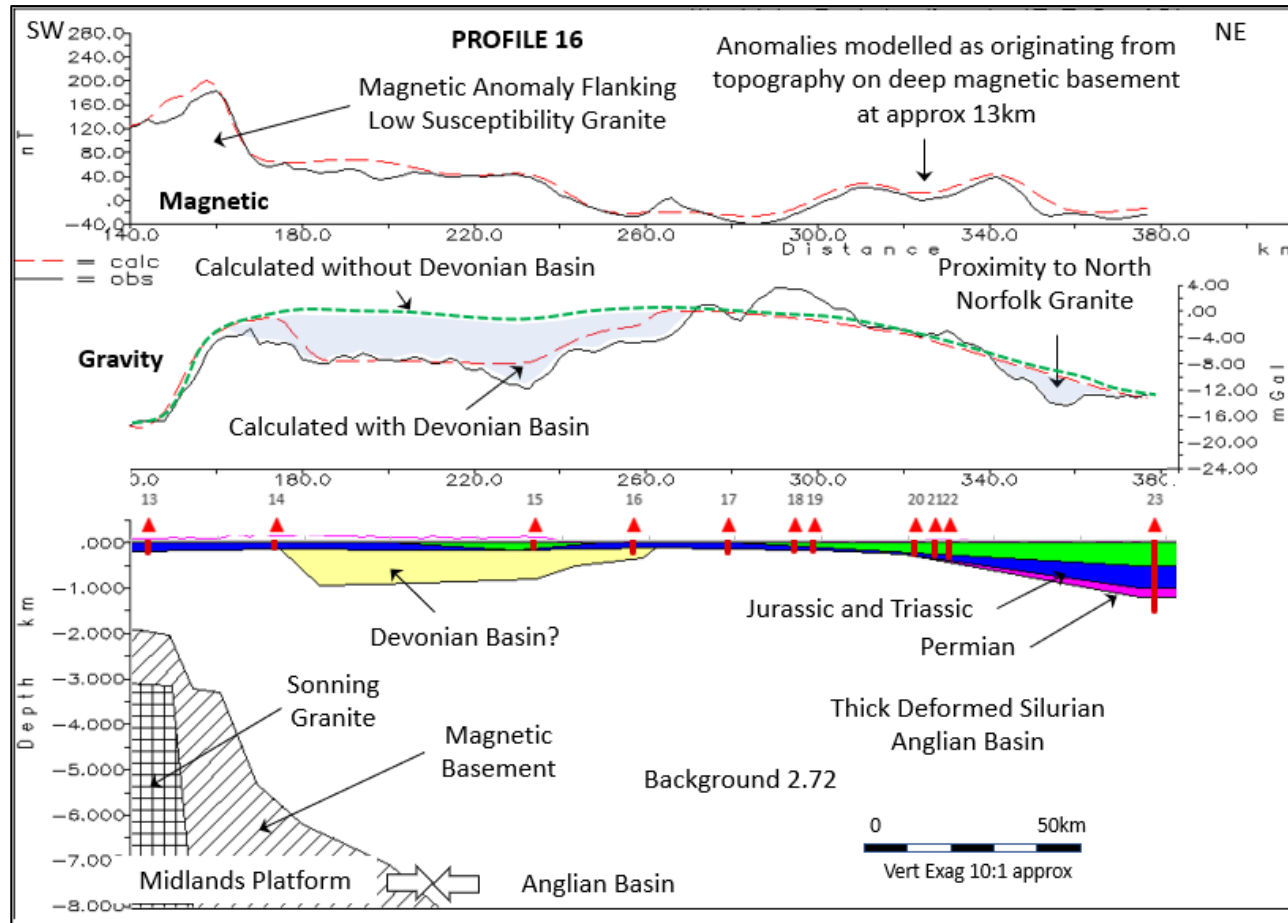 SW
NE
PROFILE 16
280.0
240.0
200.0
160.0
120.0
80.0
40.0
.0
-40.0
nT
Magnetic Anomaly Flanking
Low Susceptibility Granite
Anomalies modelled as originating from
topography on deep magnetic basement
at approx 13km
Magnetic
140.0
180.0
220.0
260.0
300.0
340.0
380.0
Distance
km
= calc
= obs
Calculated without Devonian Basin
Proximity to North
Norfolk Granite
Gravity
Calculated with Devonian Basin
4.00
.00
-4.00
-8.00
-12.00
-16.00
-20.00
-24.00
mGal
0.0
180.0
220.0
260.0
300.0
340.0
380.
13
14
15
16
17
18
19
20
21
22
23
.000
-1.000
-2.000
-3.000
-4.000
-5.000
-6.000
-7.00
-8.000
Depth km
Devonian Basin?
Jurassic and Triassic
Permian
Sonning
Granite
Magnetic
Basement
Thick Deformed Silurian
Anglian Basin
Background 2.72
0
50km
Vert Exag 10:1 approx
Midlands Platform
Anglian Basin